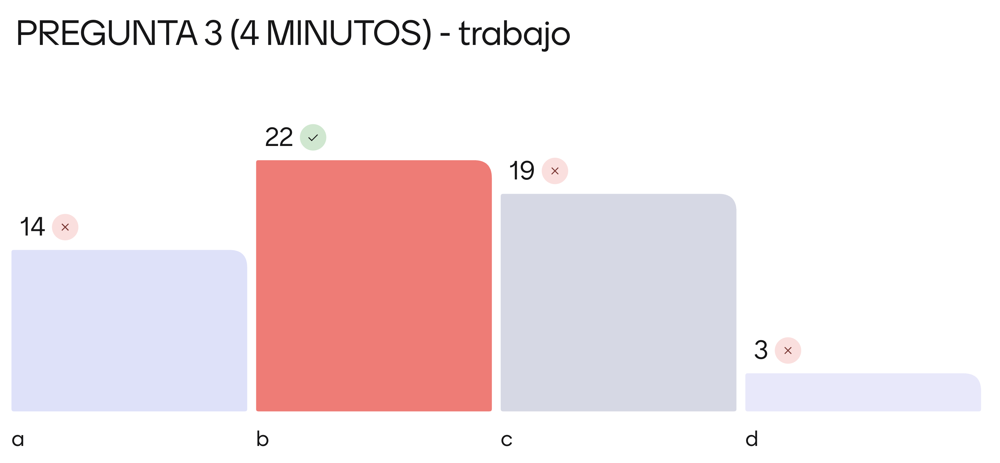 PREGUNTA 3 (4 MINUTOS) - trabajo
22
19
14
3
a b c d